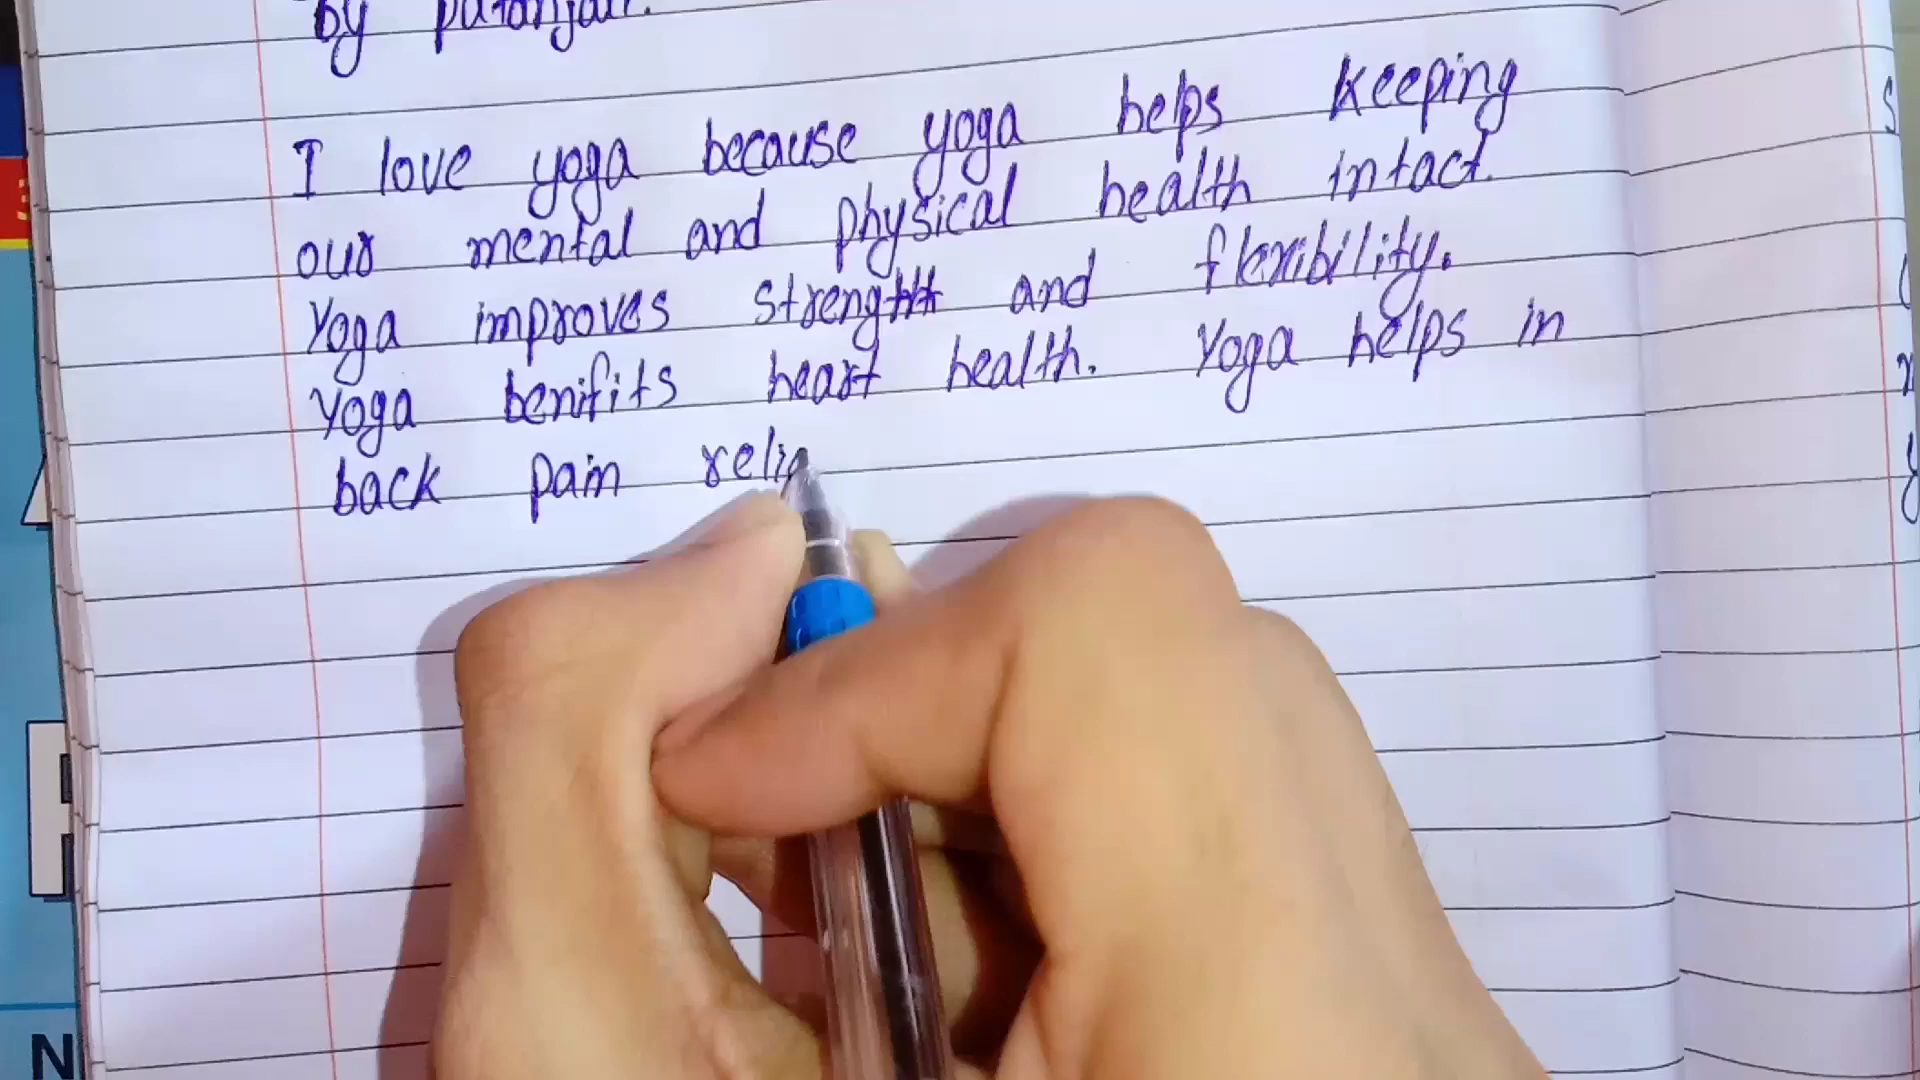 by patanjali.
I love yoga because yoga helps keeping
our mental and physical health intact.
Yoga improves strength and flexibility.
Yoga benifits heart health. Yoga helps in
back pain reli
N